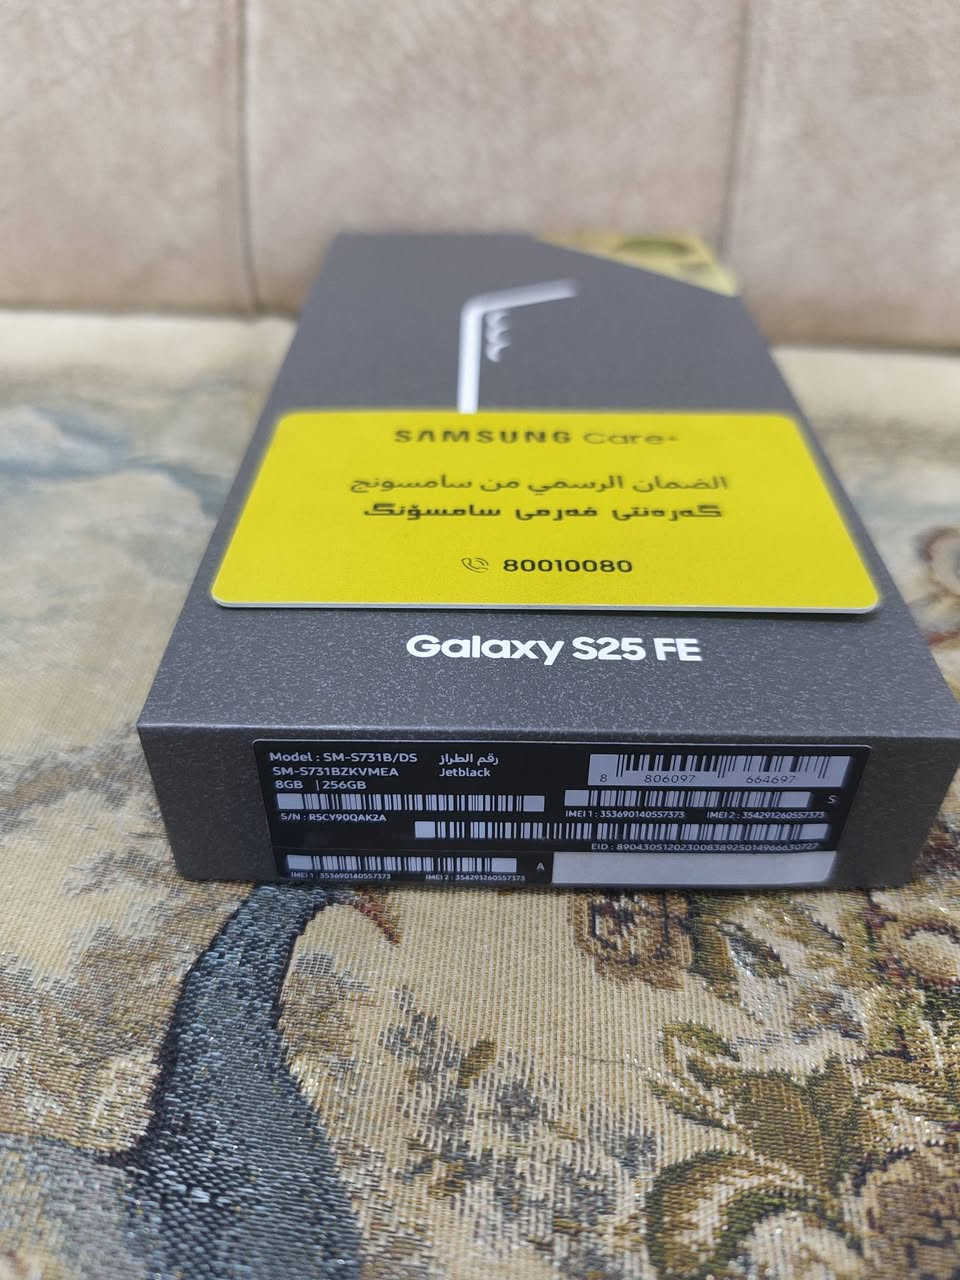 SAMSUNG Care+
الضمان الرسمي من سامسونج
گەرەنتی فەرمی سامسۆنگ
80010080
Galaxy S25 FE
Model : SM-S731B/DS رقم الطراز
SM-S731BZKVMEA Jetblack
8GB | 256GB
8 806097 664697
S/N : R5CY90QAK2A
IMEI 1 : 353690140557373 IMEI 2 : 354291260557373
S
EID : 89043051202300838925014966630727
A
IMEI 1 : 353690140557373 IMEI 2 : 354291260557373